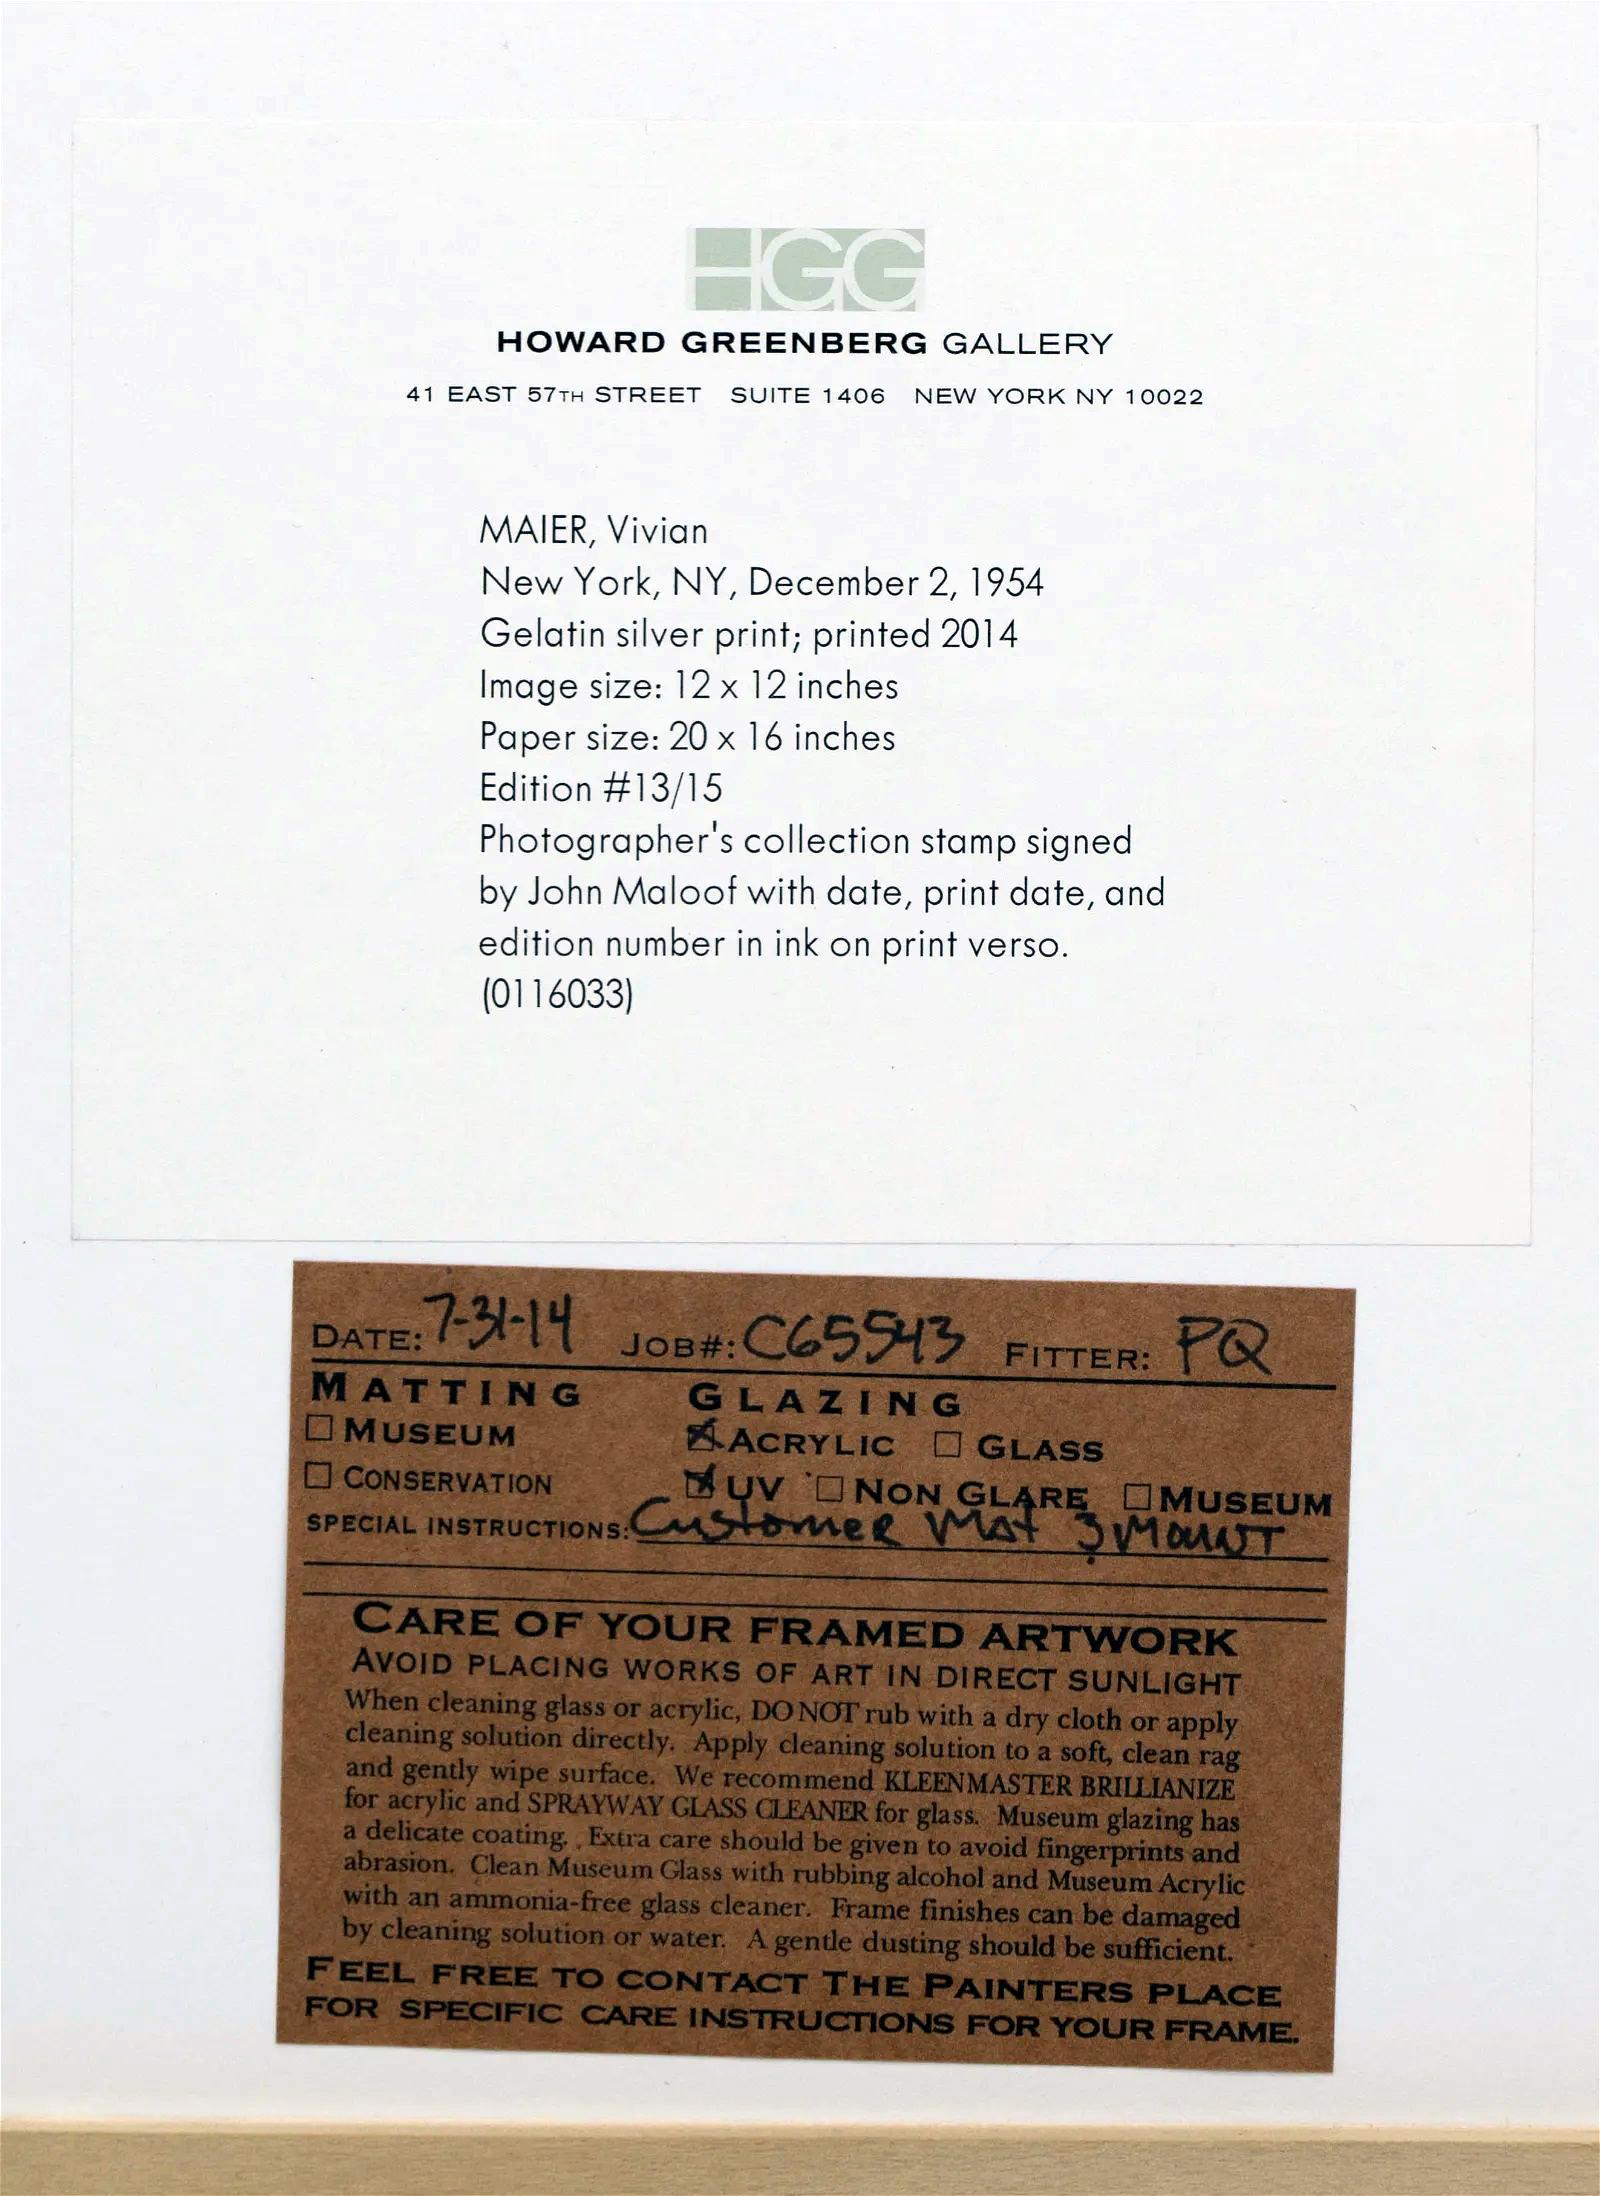 HGG
HOWARD GREENBERG GALLERY
41 EAST 57TH STREET SUITE 1406 NEW YORK NY 10022
MAIER, Vivian
New York, NY, December 2, 1954
Gelatin silver print; printed 2014
Image size: 12 x 12 inches
Paper size: 20 x 16 inches
Edition #13/15
Photographer's collection stamp signed
by John Maloof with date, print date, and
edition number in ink on print verso.
(0116033)
DATE: 7-31-14 JOB#: C65543 FITTER: PQ
MATTING GLAZING
☐ MUSEUM ☒ ACRYLIC ☐ GLASS
☐ CONSERVATION ☒ UV ☐ NON GLARE ☐ MUSEUM
SPECIAL INSTRUCTIONS: Customer Mat & Mount
CARE OF YOUR FRAMED ARTWORK
AVOID PLACING WORKS OF ART IN DIRECT SUNLIGHT
When cleaning glass or acrylic, DO NOT rub with a dry cloth or apply
cleaning solution directly. Apply cleaning solution to a soft, clean rag
and gently wipe surface. We recommend KLEENMASTER BRILLIANIZE
for acrylic and SPRAYWAY GLASS CLEANER for glass. Museum glazing has
a delicate coating. Extra care should be given to avoid fingerprints and
abrasion. Clean Museum Glass with rubbing alcohol and Museum Acrylic
with an ammonia-free glass cleaner. Frame finishes can be damaged
by cleaning solution or water. A gentle dusting should be sufficient.
FEEL FREE TO CONTACT THE PAINTERS PLACE
FOR SPECIFIC CARE INSTRUCTIONS FOR YOUR FRAME.